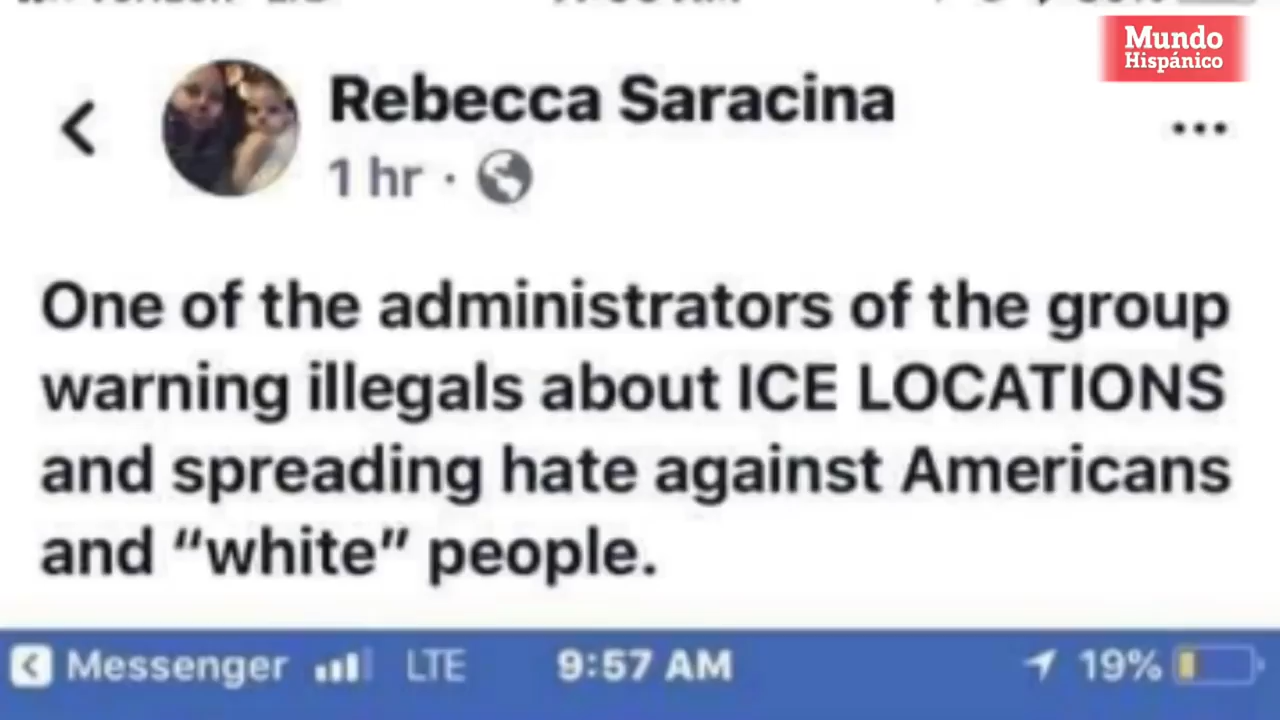 Mundo
Hispánico
Rebecca Saracina
1 hr ·
One of the administrators of the group
warning illegals about ICE LOCATIONS
and spreading hate against Americans
and “white” people.
Messenger LTE 9:57 AM 19%